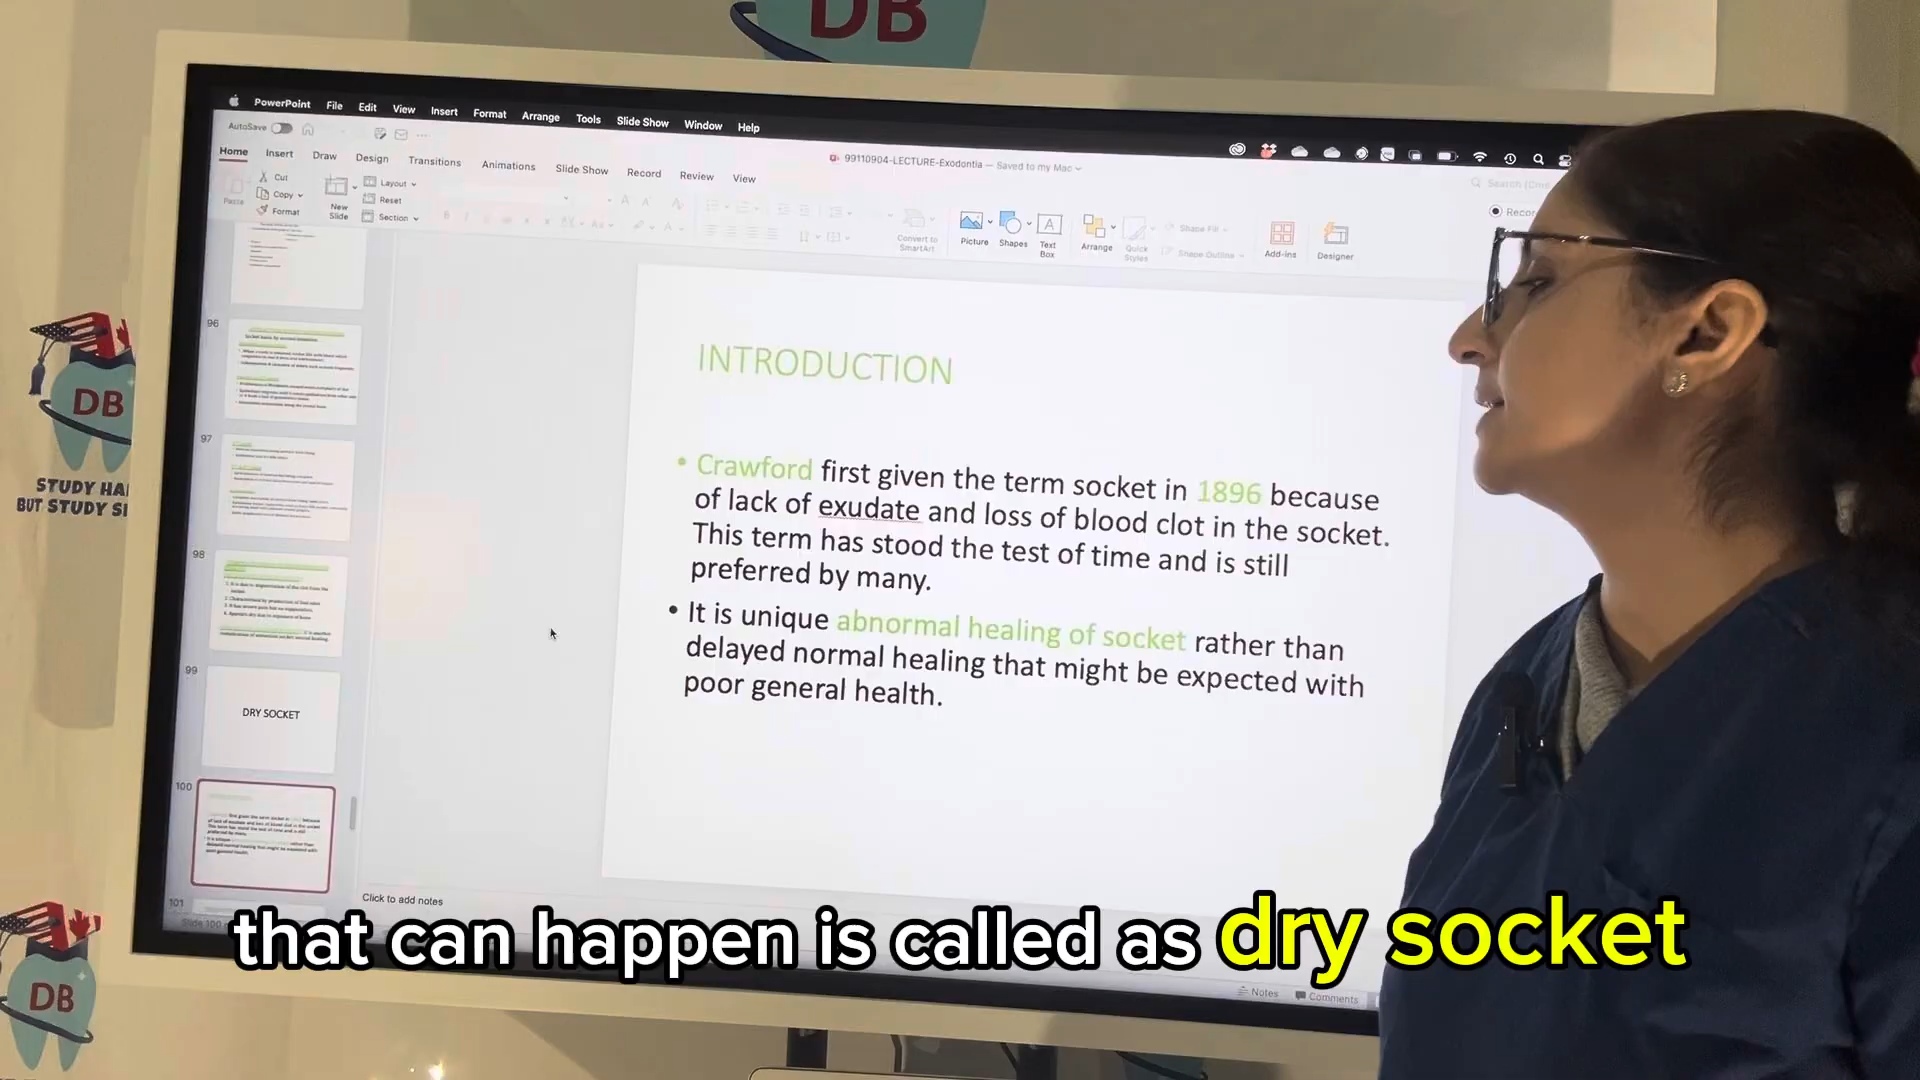 DB
PowerPoint File Edit View Insert Format Arrange Tools Slide Show Window Help
AutoSave
99110904-LECTURE-Exodontia — Saved to my Mac
Home Insert Draw Design Transitions Animations Slide Show Record Review View
Cut
Copy
Format
Paste
New
Slide
Layout
Reset
Section
Convert to
SmartArt
Picture
Shapes
Text
Box
Arrange
Quick
Styles
Shape Fill
Shape Outline
Add-ins
Designer
Search
96
97
98
99
DRY SOCKET
100
101
INTRODUCTION
• Crawford first given the term socket in 1896 because
of lack of exudate and loss of blood clot in the socket.
This term has stood the test of time and is still
preferred by many.
• It is unique abnormal healing of socket rather than
delayed normal healing that might be expected with
poor general health.
Click to add notes
Slide 100
Notes
Comments
DB
STUDY HA
BUT STUDY S
DB
that can happen is called as dry socket